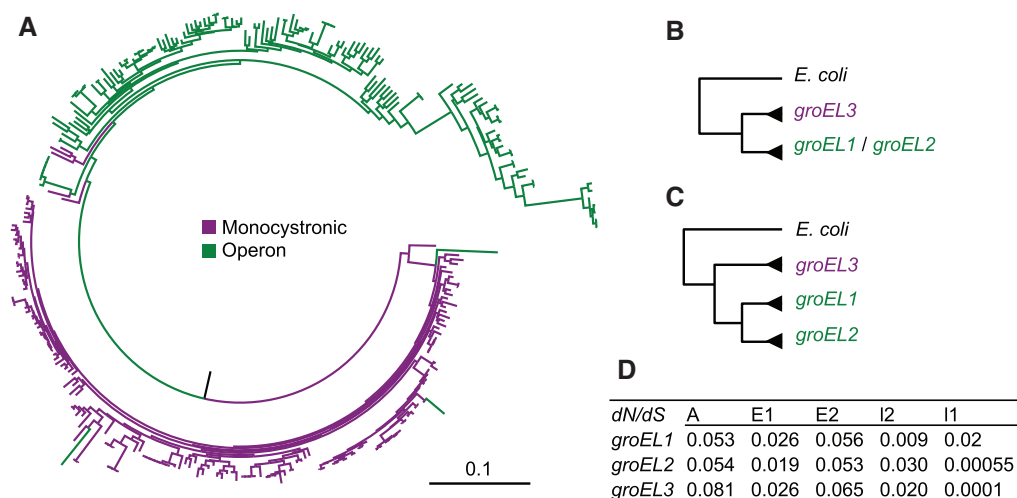 A
Monocystronic
Operon
0.1
B
E. coli
groEL3
groEL1 / groEL2
C
E. coli
groEL3
groEL1
groEL2
D
dN/dS A E1 E2 I2 I1
groEL1 0.053 0.026 0.056 0.009 0.02
groEL2 0.054 0.019 0.053 0.030 0.00055
groEL3 0.081 0.026 0.065 0.020 0.0001